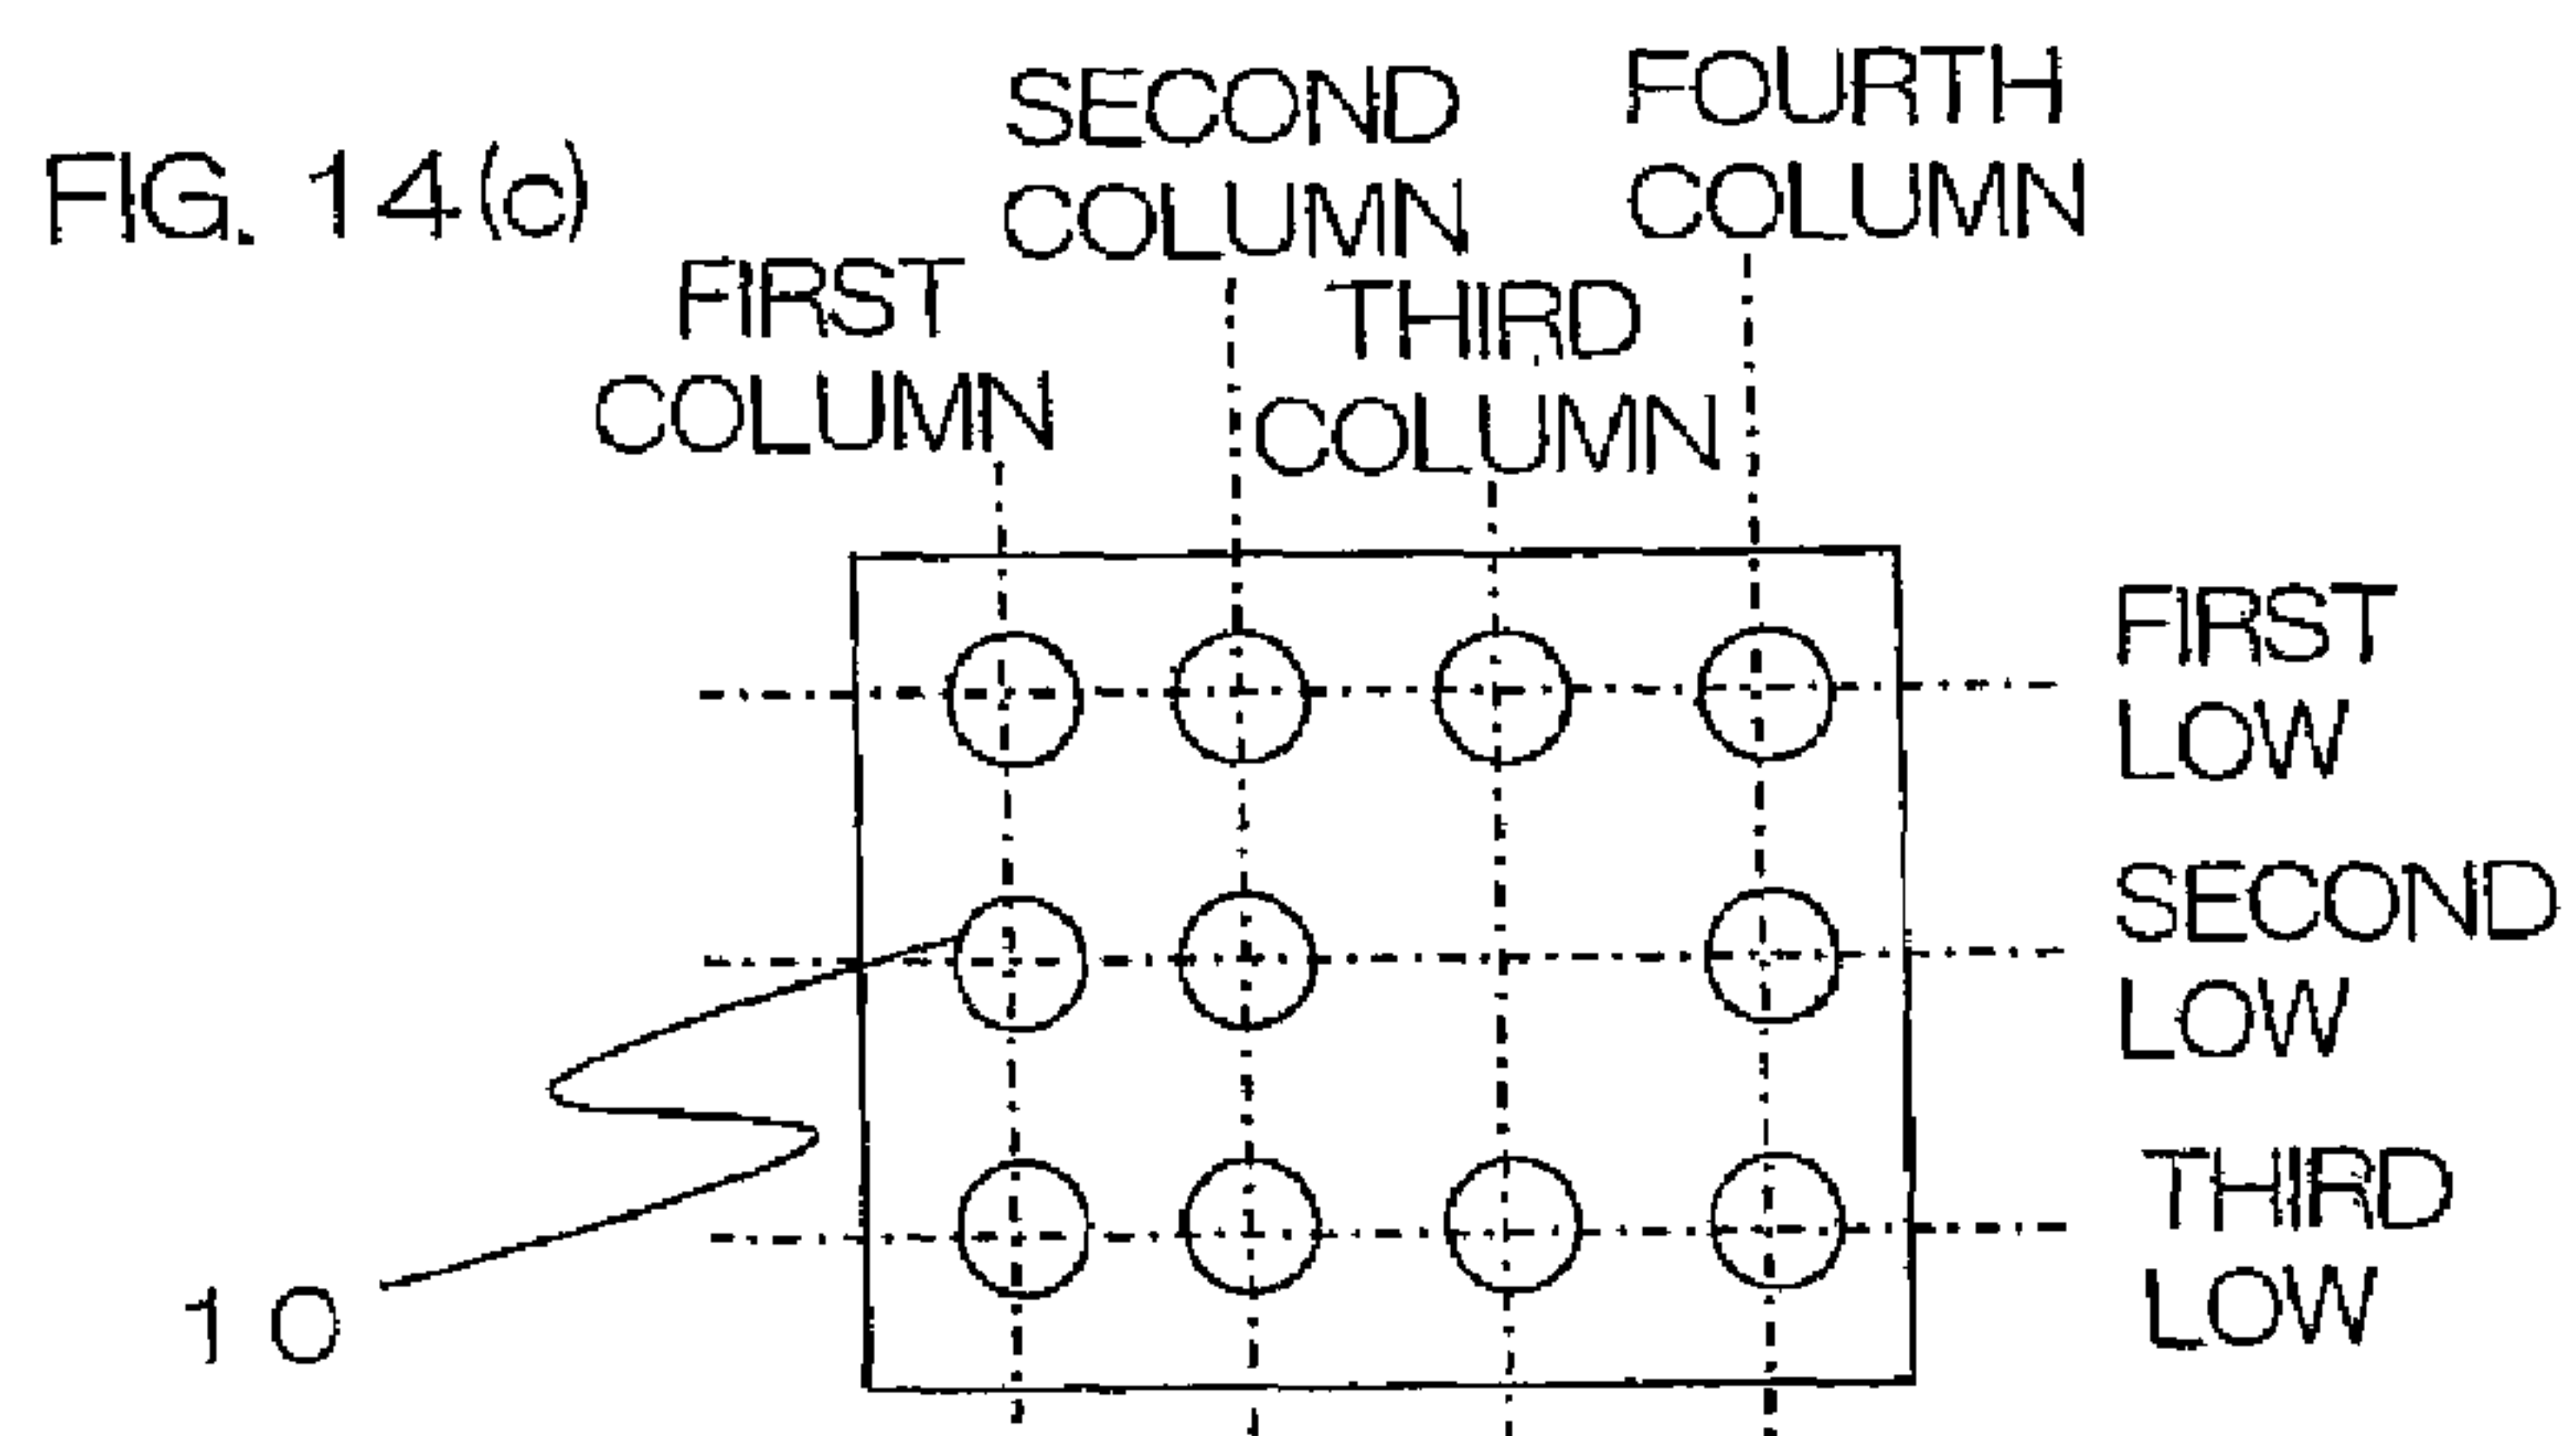 FIG. 14(c)
FIRST
COLUMN
SECOND
COLUMN
THIRD
COLUMN
FOURTH
COLUMN
FIRST
LOW
SECOND
LOW
THIRD
LOW
10